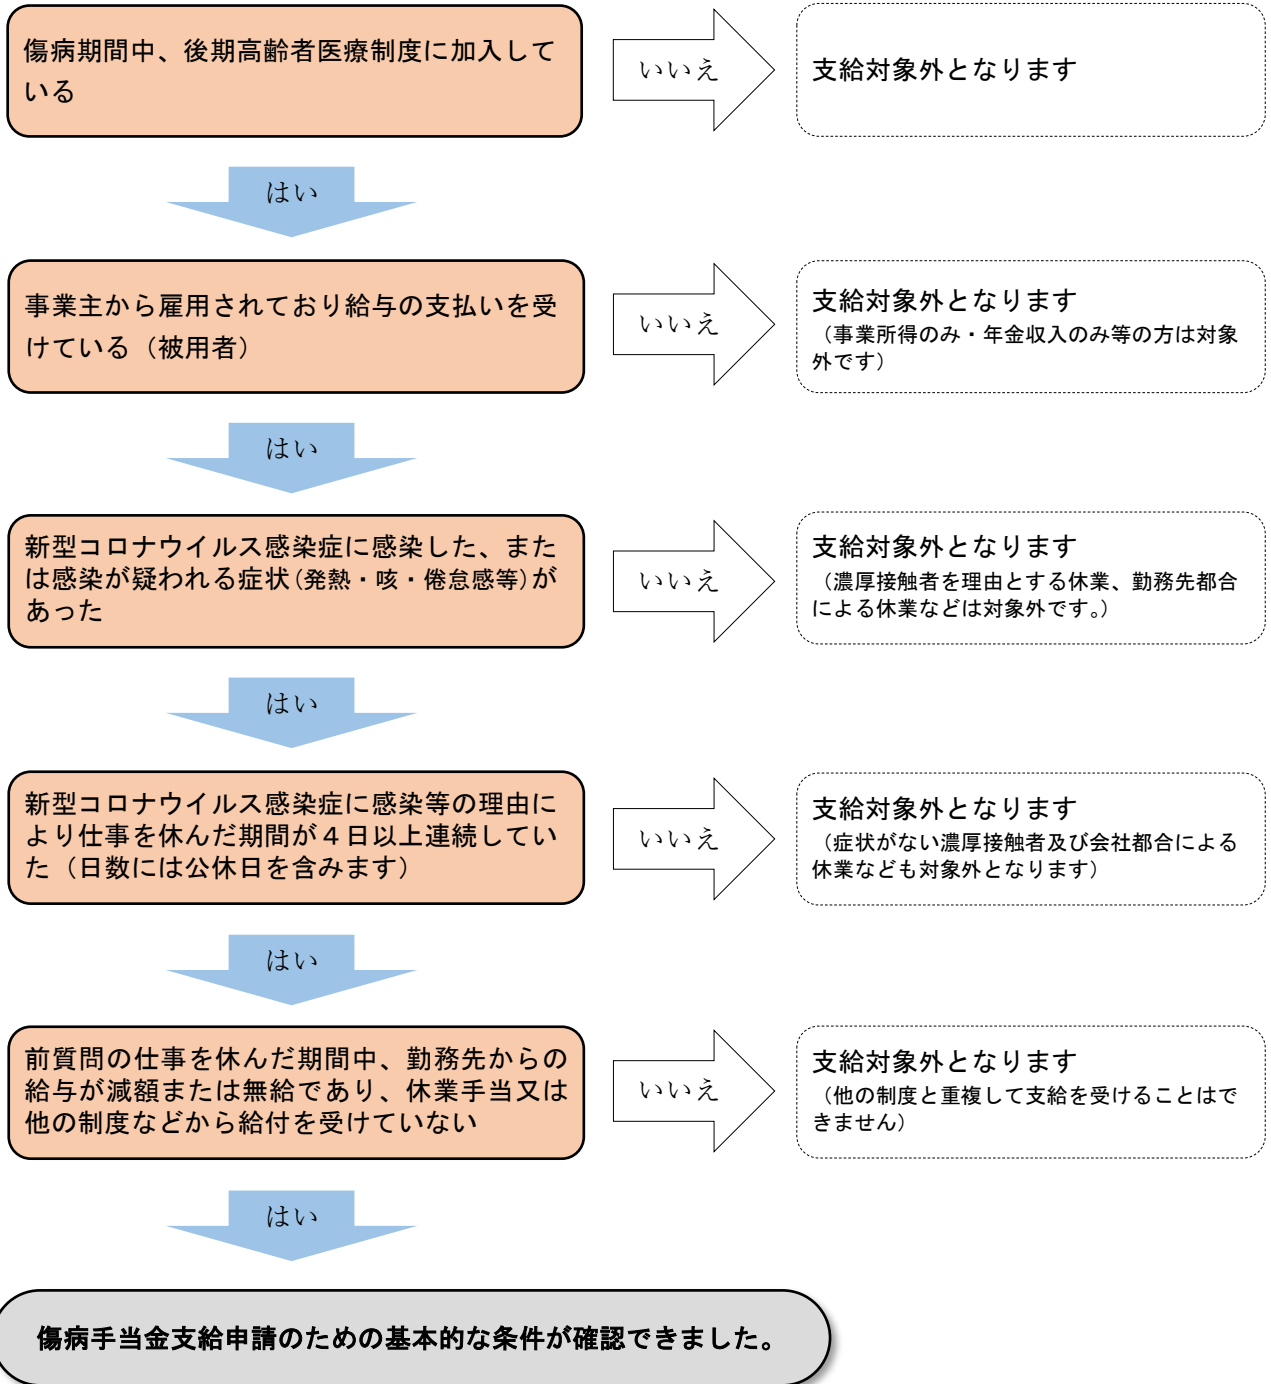 傷病期間中、後期高齢者医療制度に加入して
いる
いいえ
支給対象外となります
はい
事業主から雇用されており給与の支払いを受
けている（被用者）
いいえ
支給対象外となります
（事業所得のみ・年金収入のみ等の方は対象
外です）
はい
新型コロナウイルス感染症に感染した、また
は感染が疑われる症状（発熱・咳・倦怠感等）が
あった
いいえ
支給対象外となります
（濃厚接触者を理由とする休業、勤務先都合
による休業などは対象外です。）
はい
新型コロナウイルス感染症に感染等の理由に
より仕事を休んだ期間が４日以上連続してい
た（日数には公休日を含みます）
いいえ
支給対象外となります
（症状がない濃厚接触者及び会社都合による
休業なども対象外となります）
はい
前質問の仕事を休んだ期間中、勤務先からの
給与が減額または無給であり、休業手当又は
他の制度などから給付を受けていない
いいえ
支給対象外となります
（他の制度と重複して支給を受けることはで
きません）
はい
傷病手当金支給申請のための基本的な条件が確認できました。